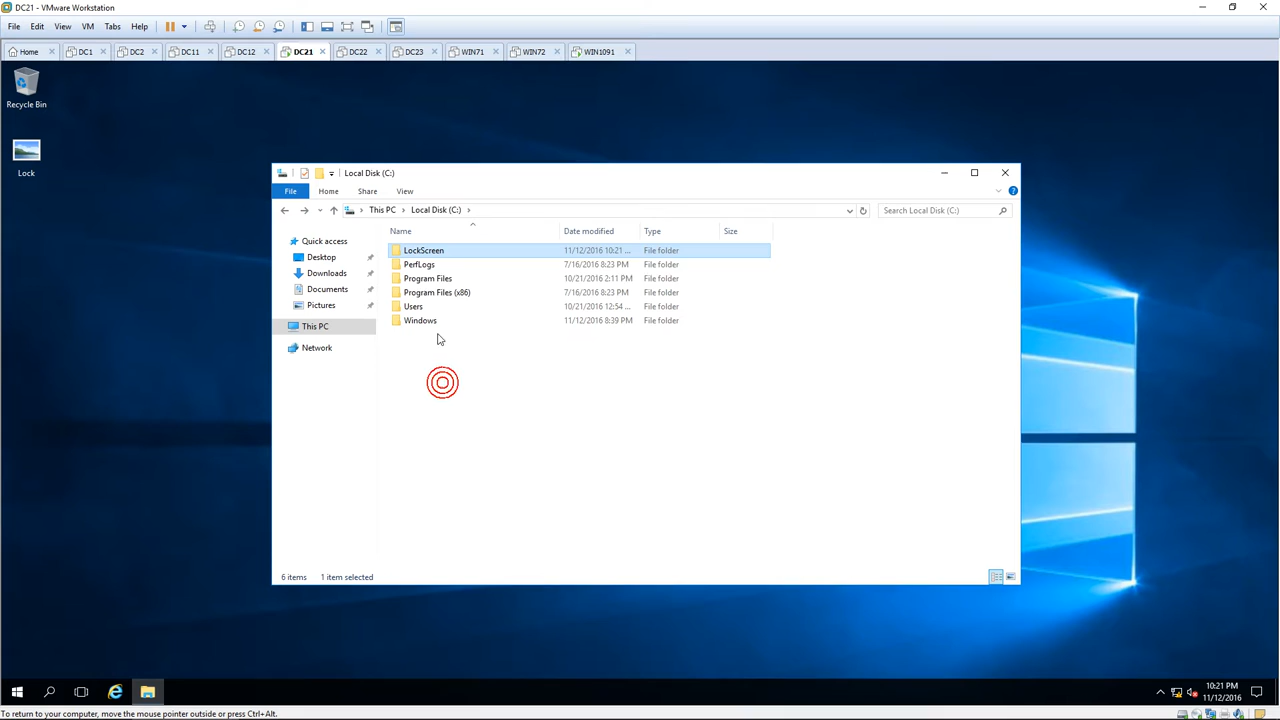 DC21 - VMware Workstation
File Edit View VM Tabs Help
Home DC1 DC2 DC11 DC12 DC21 DC22 DC23 WIN71 WIN72 WIN1091
Recycle Bin
Lock
Local Disk (C:)
File Home Share View
This PC Local Disk (C:) Search Local Disk (C:)
Name Date modified Type Size
Quick access
Desktop
Downloads
Documents
Pictures
This PC
Network
LockScreen 11/12/2016 10:21 ... File folder
PerfLogs 7/16/2016 8:23 PM File folder
Program Files 10/21/2016 2:11 PM File folder
Program Files (x86) 7/16/2016 8:23 PM File folder
Users 10/21/2016 12:54 ... File folder
Windows 11/12/2016 8:39 PM File folder
6 items 1 item selected
10:21 PM
11/12/2016
To return to your computer, move the mouse pointer outside or press Ctrl+Alt.